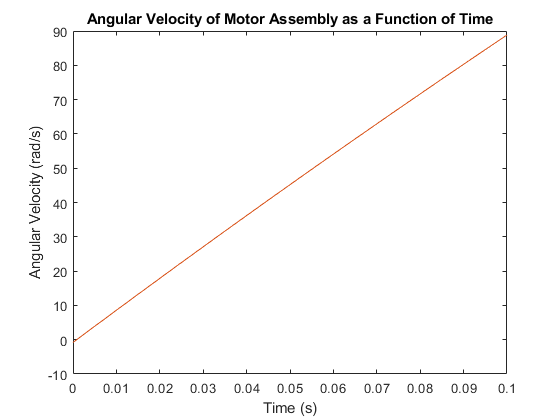 Angular Velocity of Motor Assembly as a Function of Time
90
80
70
60
50
40
30
20
10
0
-10
Angular Velocity (rad/s)
0 0.01 0.02 0.03 0.04 0.05 0.06 0.07 0.08 0.09 0.1
Time (s)